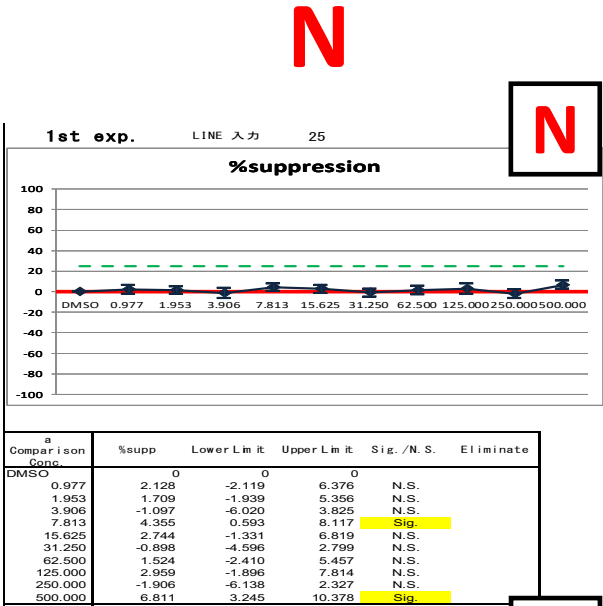 N
N
1st exp. LINE 入力 25
%suppression
100
80
60
40
20
0
DMSO 0.977 1.953 3.906 7.813 15.625 31.250 62.500 125.000 250.000 500.000
-20
-40
-60
-80
-100
a
Comparison Conc. %supp LowerLimit UpperLimit Sig./N.S. Eliminate
DMSO 0 0 0
0.977 2.128 -2.119 6.376 N.S.
1.953 1.709 -1.939 5.356 N.S.
3.906 -1.097 -6.020 3.825 N.S.
7.813 4.355 0.593 8.117 Sig.
15.625 2.744 -1.331 6.819 N.S.
31.250 -0.898 -4.596 2.799 N.S.
62.500 1.524 -2.410 5.457 N.S.
125.000 2.959 -1.896 7.814 N.S.
250.000 -1.906 -6.138 2.327 N.S.
500.000 6.811 3.245 10.378 Sig.